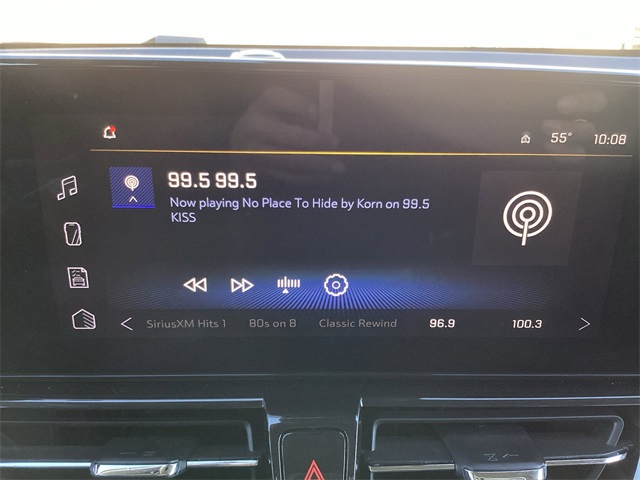 55° 10:08
99.5 99.5
Now playing No Place To Hide by Korn on 99.5
KISS
SiriusXM Hits 1 80s on 8 Classic Rewind 96.9 100.3